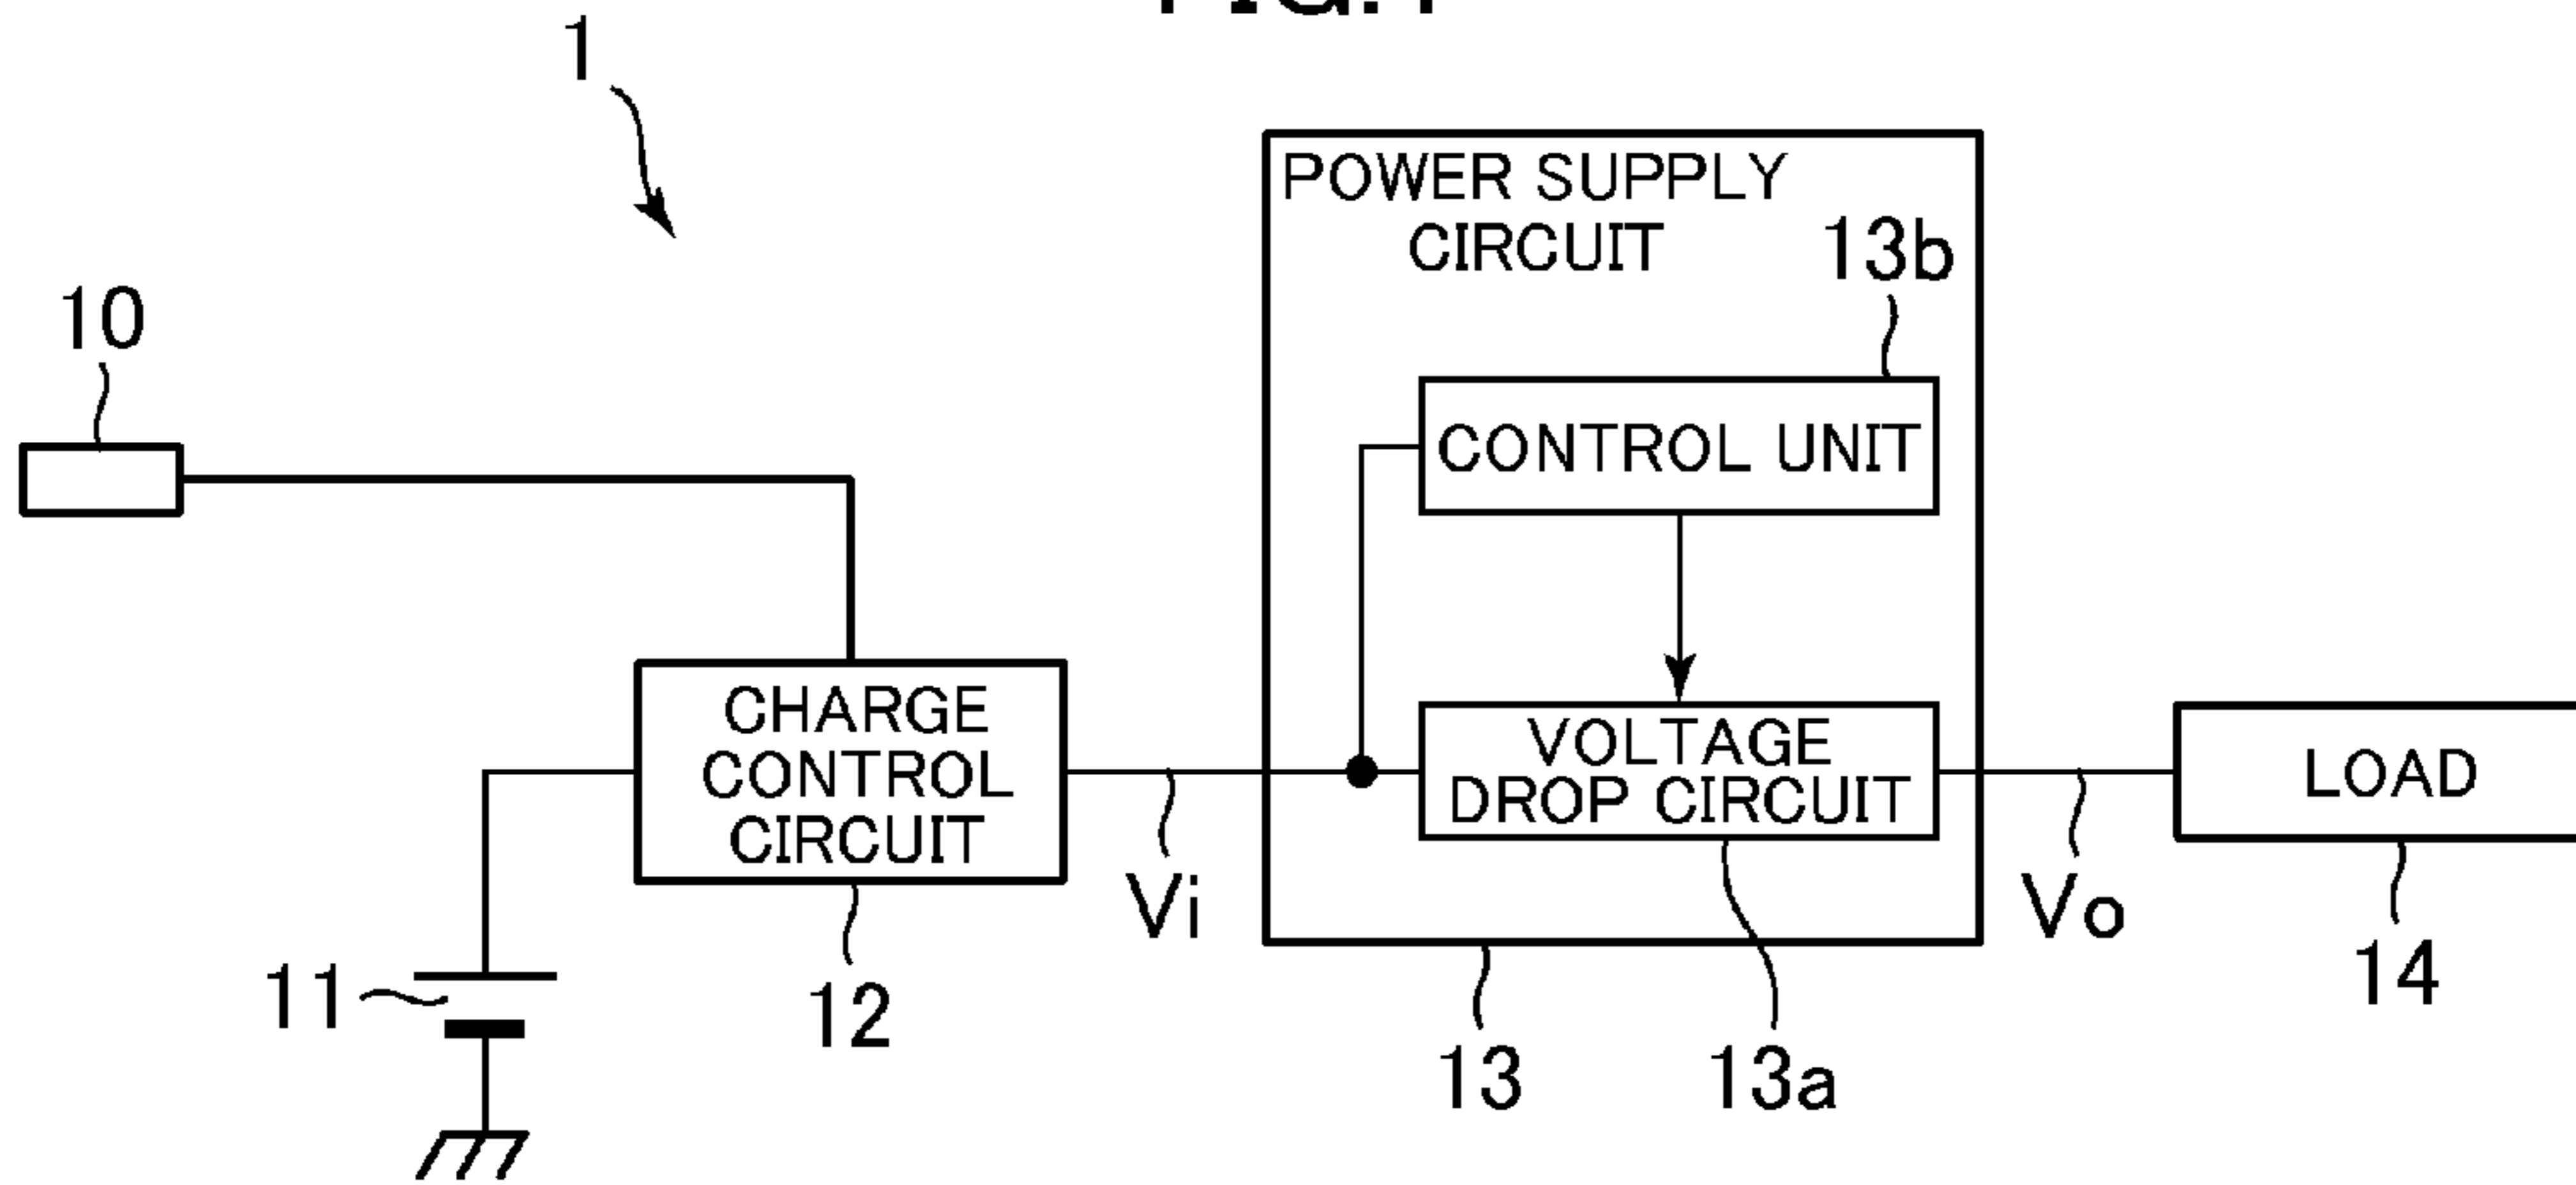 1
POWER SUPPLY
CIRCUIT
13b
10
CONTROL UNIT
CHARGE
CONTROL
CIRCUIT
VOLTAGE
DROP CIRCUIT
LOAD
Vi
Vo
11
12
14
13
13a